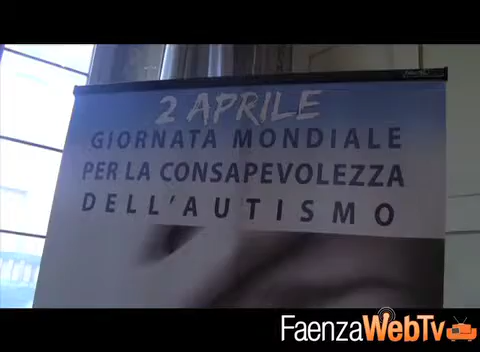 2 APRILE
GIORNATA MONDIALE
PER LA CONSAPEVOLEZZA
DELL'AUTISMO
FaenzaWebTv